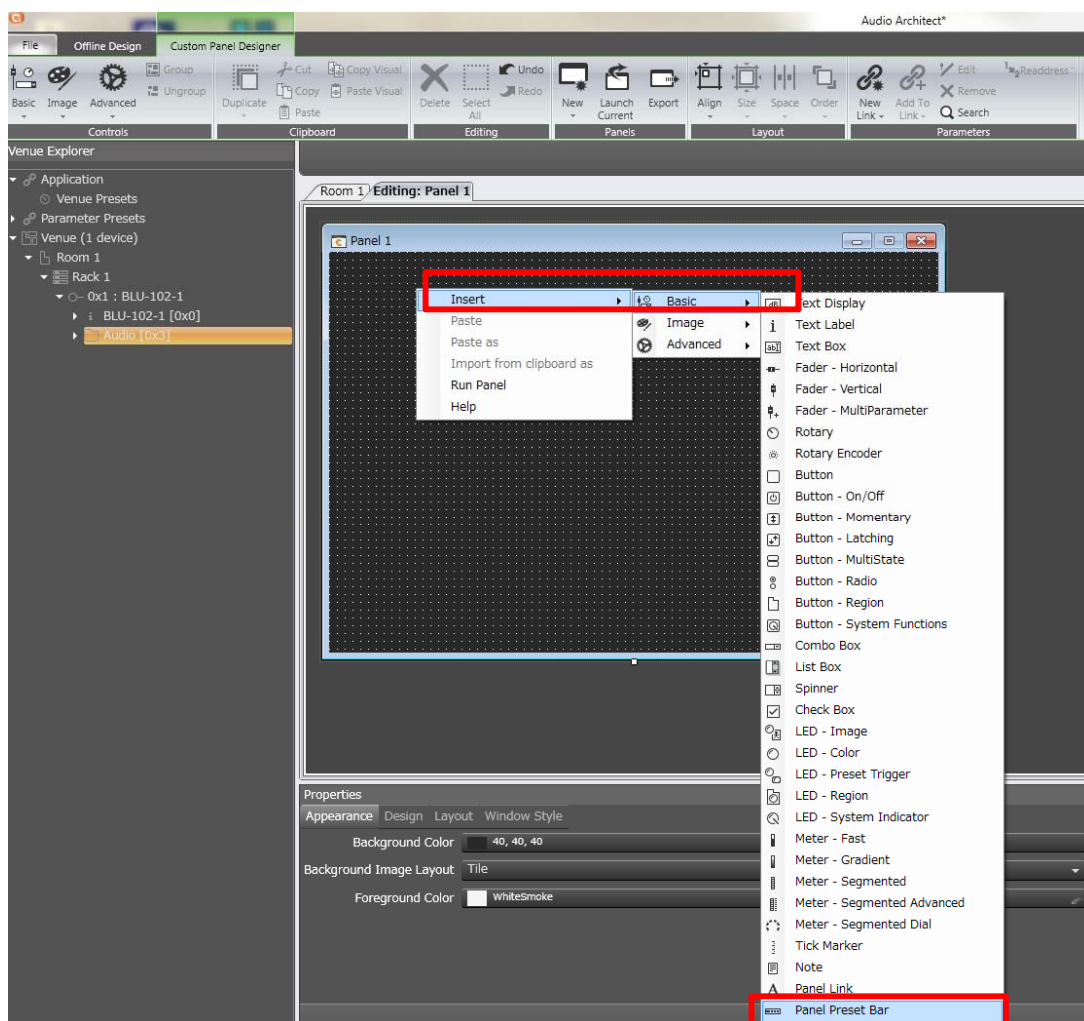 Audio Architect*
File Offline Design Custom Panel Designer
Basic Image Advanced
Group
Ungroup
Controls
Duplicate
Cut Copy Visual
Copy Paste Visual
Paste
Clipboard
Delete Select All
Undo
Redo
Editing
New Launch Current Export
Panels
Align Size Space Order
Layout
New Link Add To Link
Edit Readdress
Remove
Search
Parameters
Venue Explorer
Application
Venue Presets
Parameter Presets
Venue (1 device)
Room 1
Rack 1
0x1 : BLU-102-1
BLU-102-1 [0x0]
Audio [0x3]
Room 1 Editing: Panel 1
Panel 1
Insert
Paste
Paste as
Import from clipboard as
Run Panel
Help
Basic
Image
Advanced
Text Display
Text Label
Text Box
Fader - Horizontal
Fader - Vertical
Fader - MultiParameter
Rotary
Rotary Encoder
Button
Button - On/Off
Button - Momentary
Button - Latching
Button - MultiState
Button - Radio
Button - Region
Button - System Functions
Combo Box
List Box
Spinner
Check Box
LED - Image
LED - Color
LED - Preset Trigger
LED - Region
LED - System Indicator
Meter - Fast
Meter - Gradient
Meter - Segmented
Meter - Segmented Advanced
Meter - Segmented Dial
Tick Marker
Note
Panel Link
Panel Preset Bar
Properties
Appearance Design Layout Window Style
Background Color 40, 40, 40
Background Image Layout Tile
Foreground Color WhiteSmoke